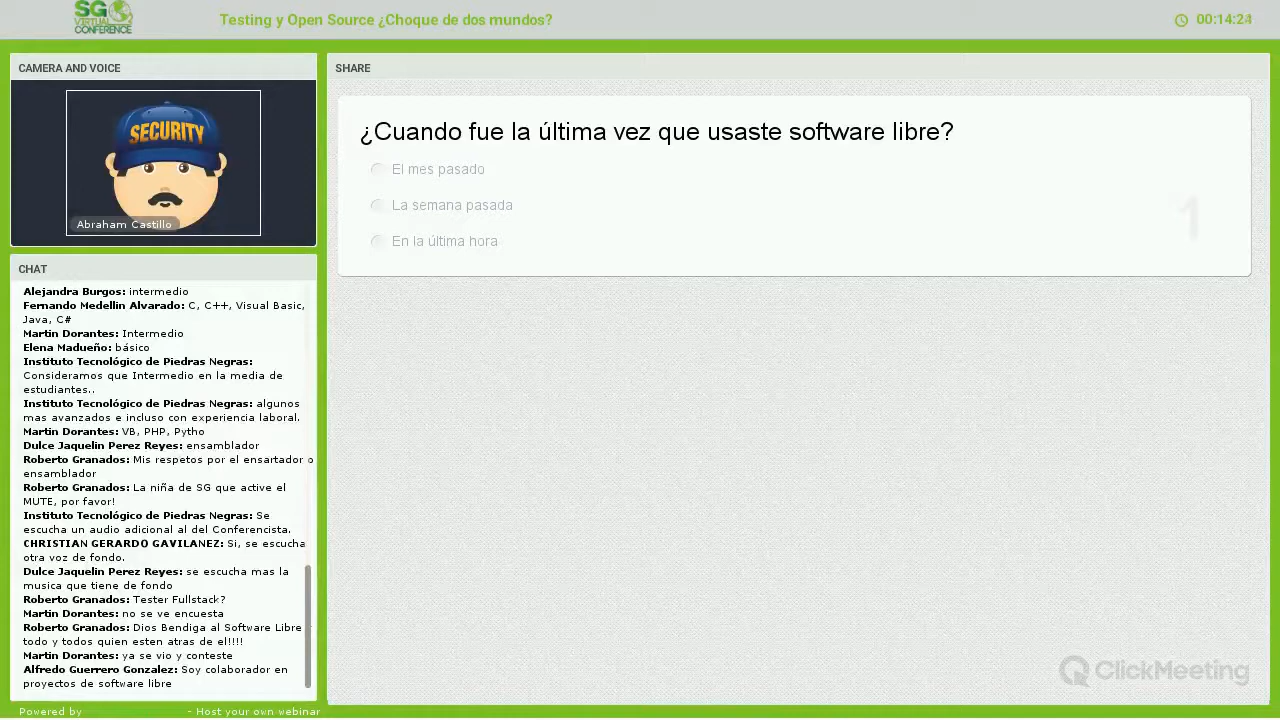 SG
VIRTUAL
CONFERENCE
Testing y Open Source ¿Choque de dos mundos?
CAMERA AND VOICE
SECURITY
Abraham Castillo
CHAT
Alejandra Burgos: intermedio
Fernando Medellin Alvarado: C, C++, Visual Basic,
Java, C#
Martin Dorantes: Intermedio
Elena Madueño: básico
Instituto Tecnológico de Piedras Negras:
Consideramos que Intermedio en la media de
estudiantes..
Instituto Tecnológico de Piedras Negras: algunos
mas avanzados e incluso con experiencia laboral.
Martin Dorantes: VB, PHP, Pytho
Dulce Jaquelin Perez Reyes: ensamblador
Roberto Granados: Mis respetos por el ensartador o
ensamblador
Roberto Granados: La niña de SG que active el
MUTE, por favor!
Instituto Tecnológico de Piedras Negras: Se
escucha un audio adicional al del Conferencista.
CHRISTIAN GERARDO GAVILANEZ: Si, se escucha
otra voz de fondo.
Dulce Jaquelin Perez Reyes: se escucha mas la
musica que tiene de fondo
Roberto Granados: Tester Fullstack?
Martin Dorantes: no se ve encuesta
Roberto Granados: Dios Bendiga al Software Libre
todo y todos quien esten atras de el!!!!
Martin Dorantes: ya se vio y conteste
Alfredo Guerrero Gonzalez: Soy colaborador en
proyectos de software libre
Powered by - Host your own webinar
SHARE
¿Cuando fue la última vez que usaste software libre?
El mes pasado
La semana pasada
En la última hora
1
ClickMeeting